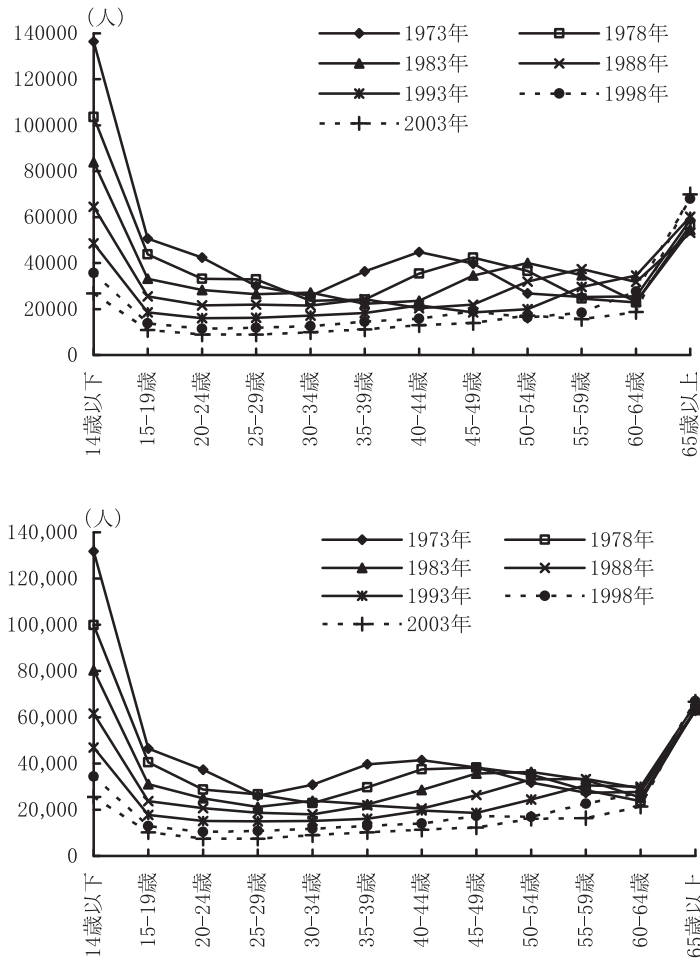 (人)
140000
120000
100000
80000
60000
40000
20000
0
1973年 1978年
1983年 1988年
1993年 1998年
2003年
14歳以下 15-19歳 20-24歳 25-29歳 30-34歳 35-39歳 40-44歳 45-49歳 50-54歳 55-59歳 60-64歳 65歳以上
(人)
140,000
120,000
100,000
80,000
60,000
40,000
20,000
0
1973年 1978年
1983年 1988年
1993年 1998年
2003年
14歳以下 15-19歳 20-24歳 25-29歳 30-34歳 35-39歳 40-44歳 45-49歳 50-54歳 55-59歳 60-64歳 65歳以上